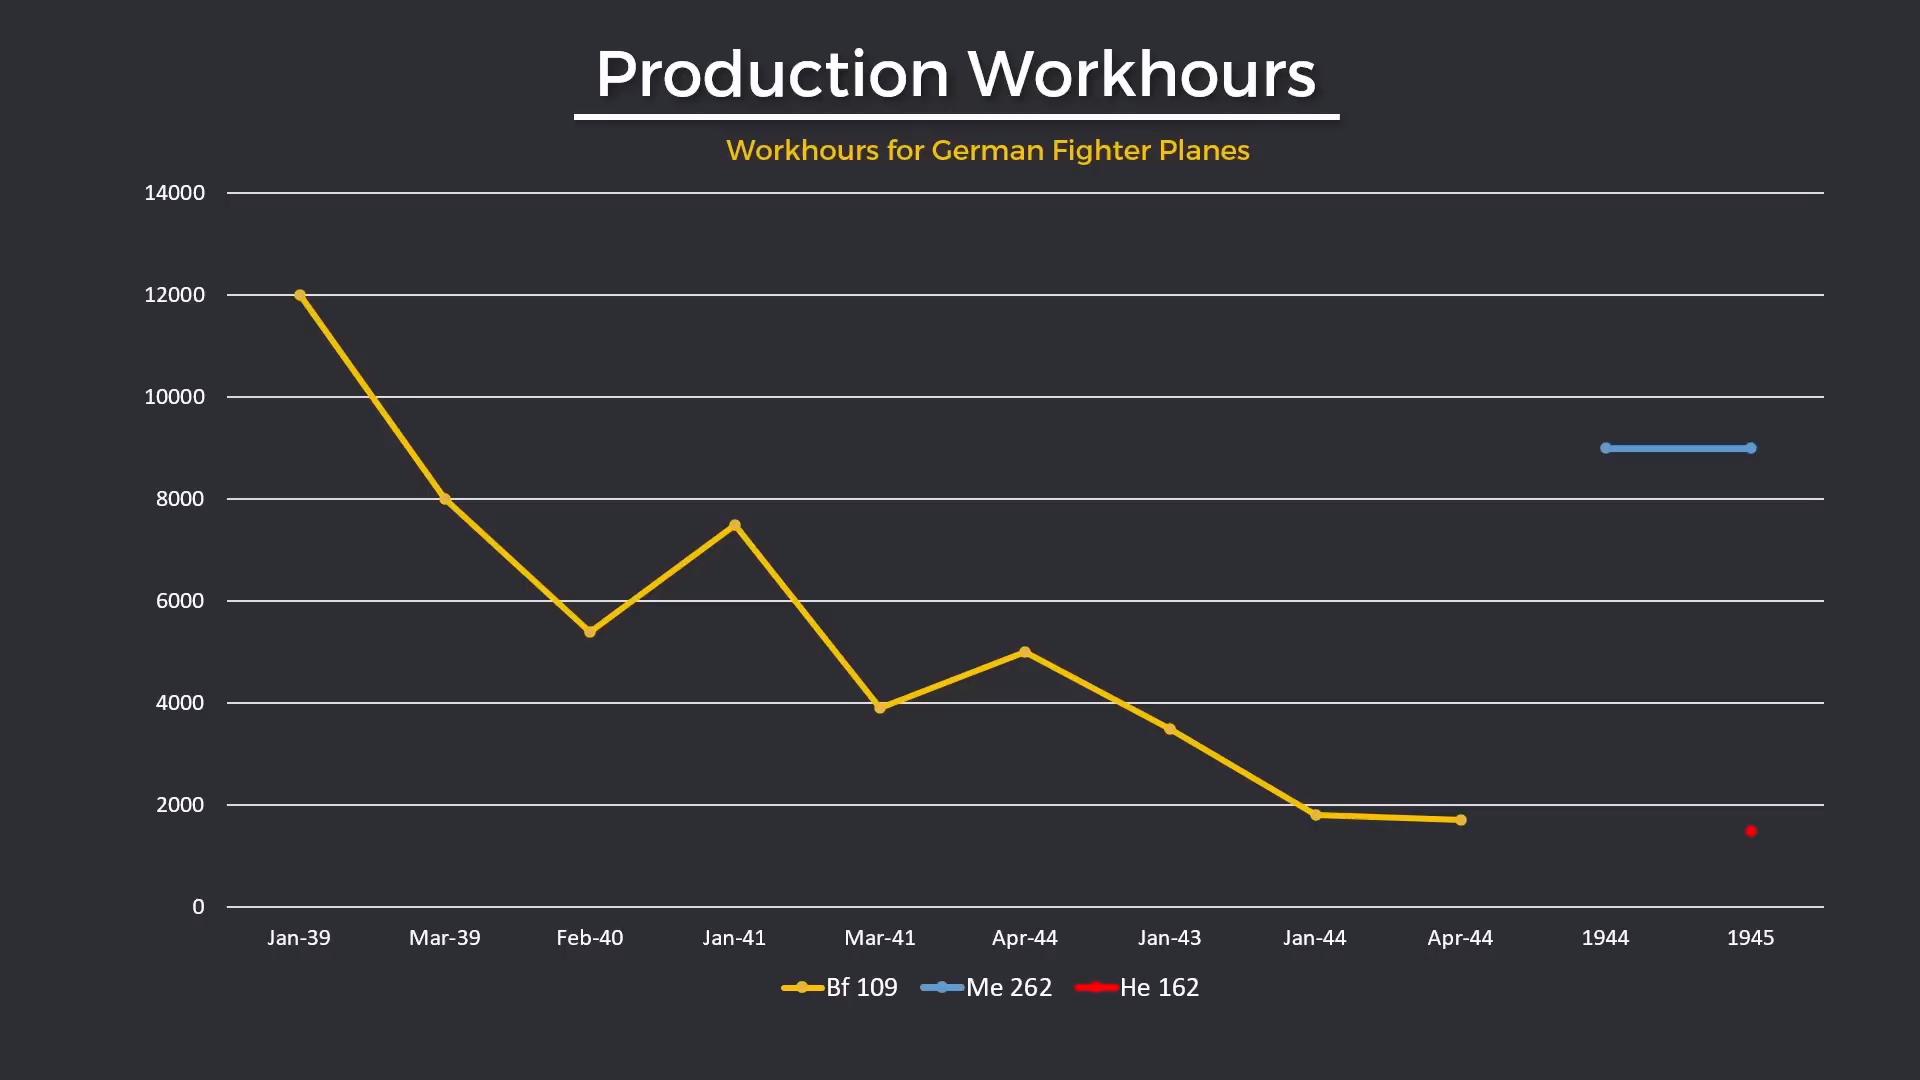 Production Workhours
Workhours for German Fighter Planes
14000
12000
10000
8000
6000
4000
2000
0
Jan-39 Mar-39 Feb-40 Jan-41 Mar-41 Apr-44 Jan-43 Jan-44 Apr-44 1944 1945
Bf 109 Me 262 He 162